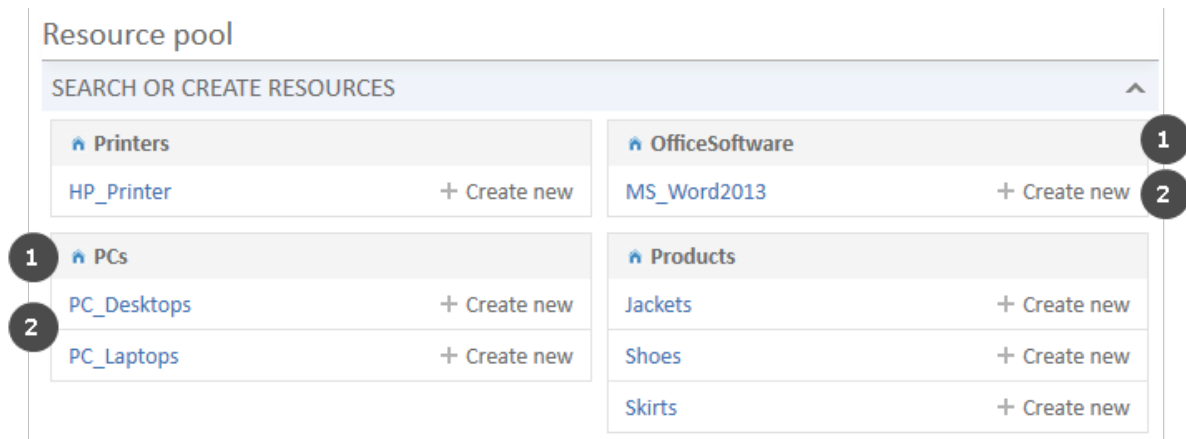 Resource pool
SEARCH OR CREATE RESOURCES
Printers
HP_Printer + Create new
OfficeSoftware 1
MS_Word2013 + Create new 2
1 PCs
PC_Desktops + Create new
2
PC_Laptops + Create new
Products
Jackets + Create new
Shoes + Create new
Skirts + Create new